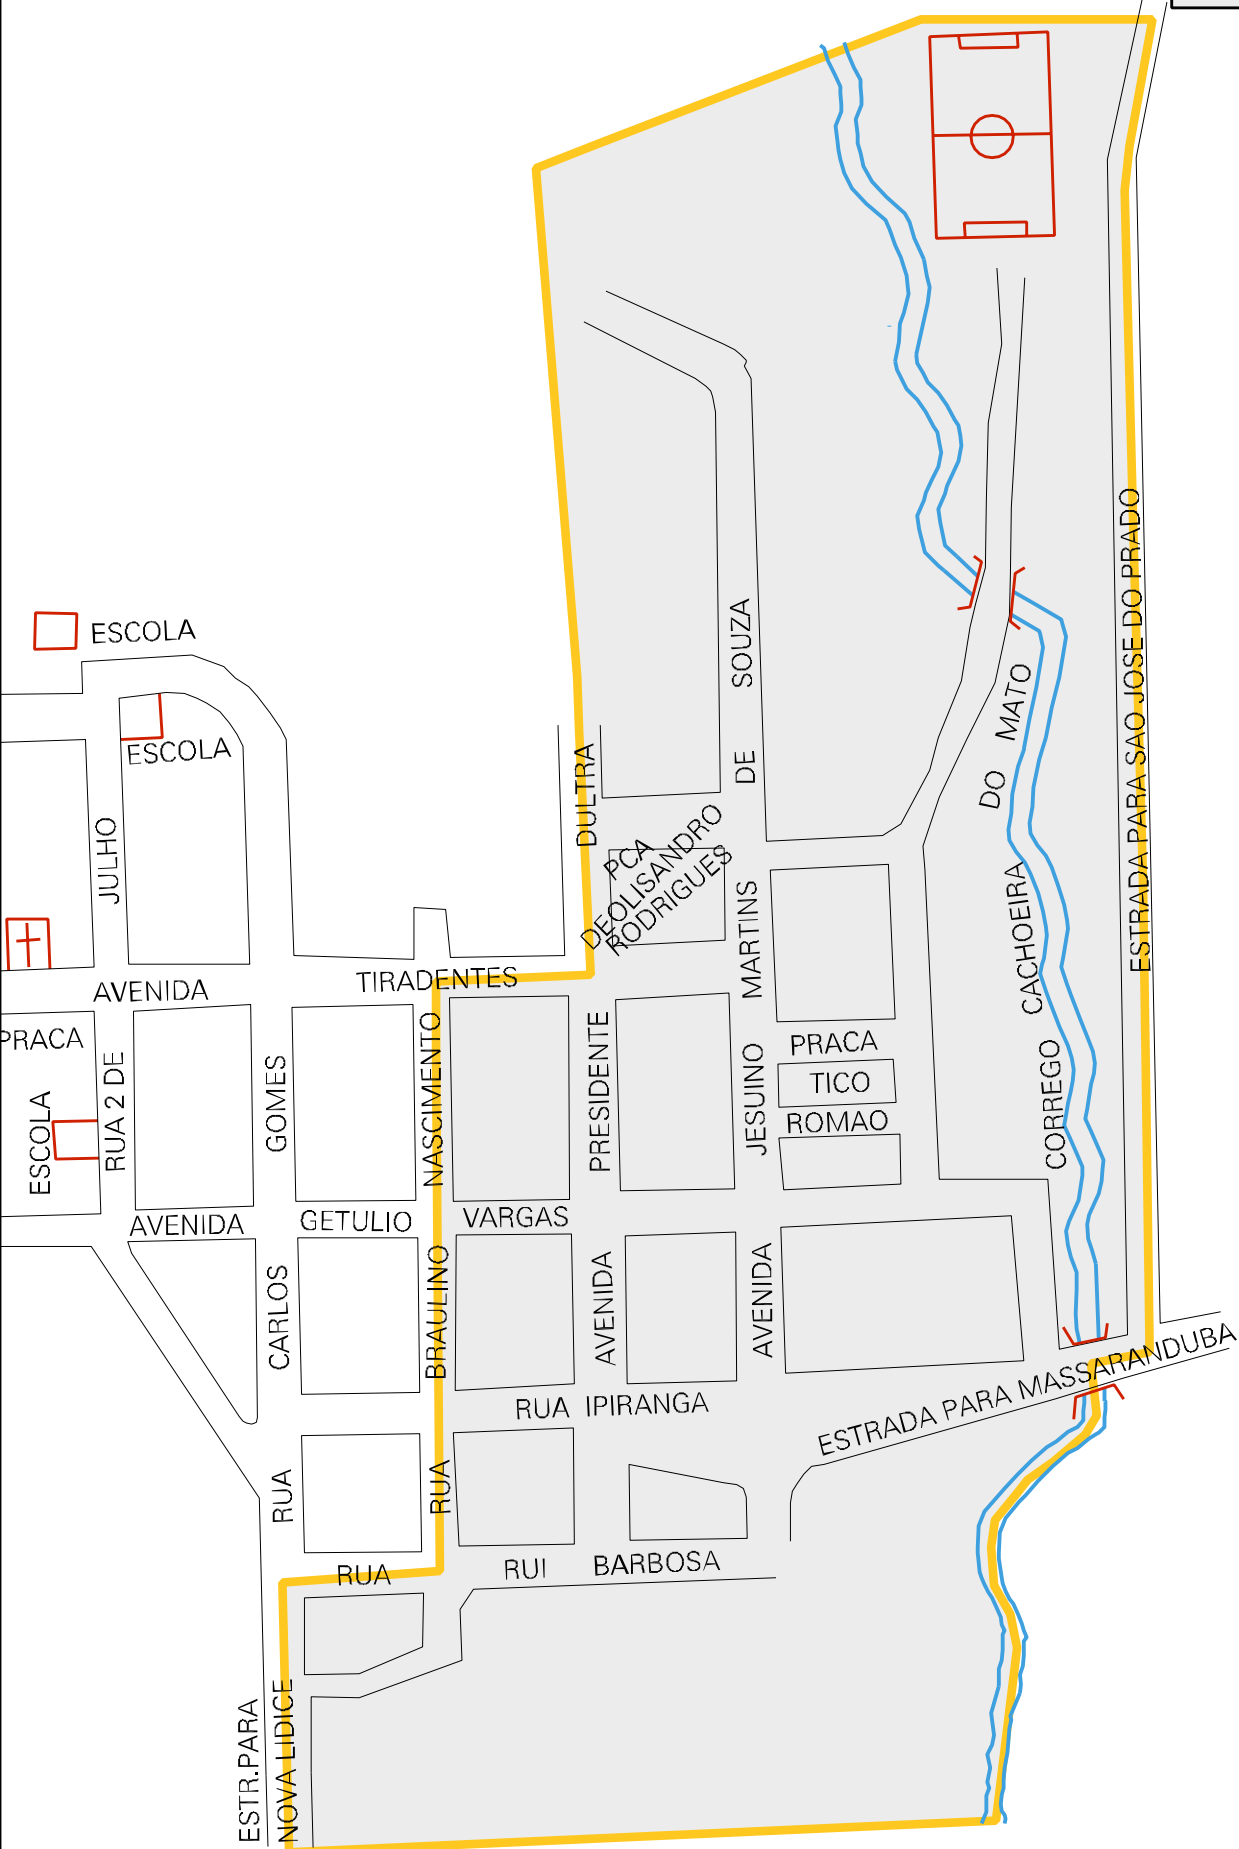 ESTRADA PARA SAO JOSE DO PRADO
ESCOLA
ESCOLA
JULHO
RUA 2 DE
DULTRA
PRESIDENTE
AVENIDA
PCA
DEOLISANDRO
RODRIGUES
SOUZA
DE
MARTINS
JESUINO
AVENIDA
MATO
DO
CACHOEIRA
CORREGO
AVENIDA
TIRADENTES
PRACA
ESCOLA
GOMES
CARLOS
RUA
NASCIMENTO
BRAULINO
RUA
PRACA
TICO
ROMAO
AVENIDA GETULIO VARGAS
RUA IPIRANGA
ESTRADA PARA MASSARANDUBA
RUA RUI BARBOSA
ESTR.PARA
NOVA LIDICE